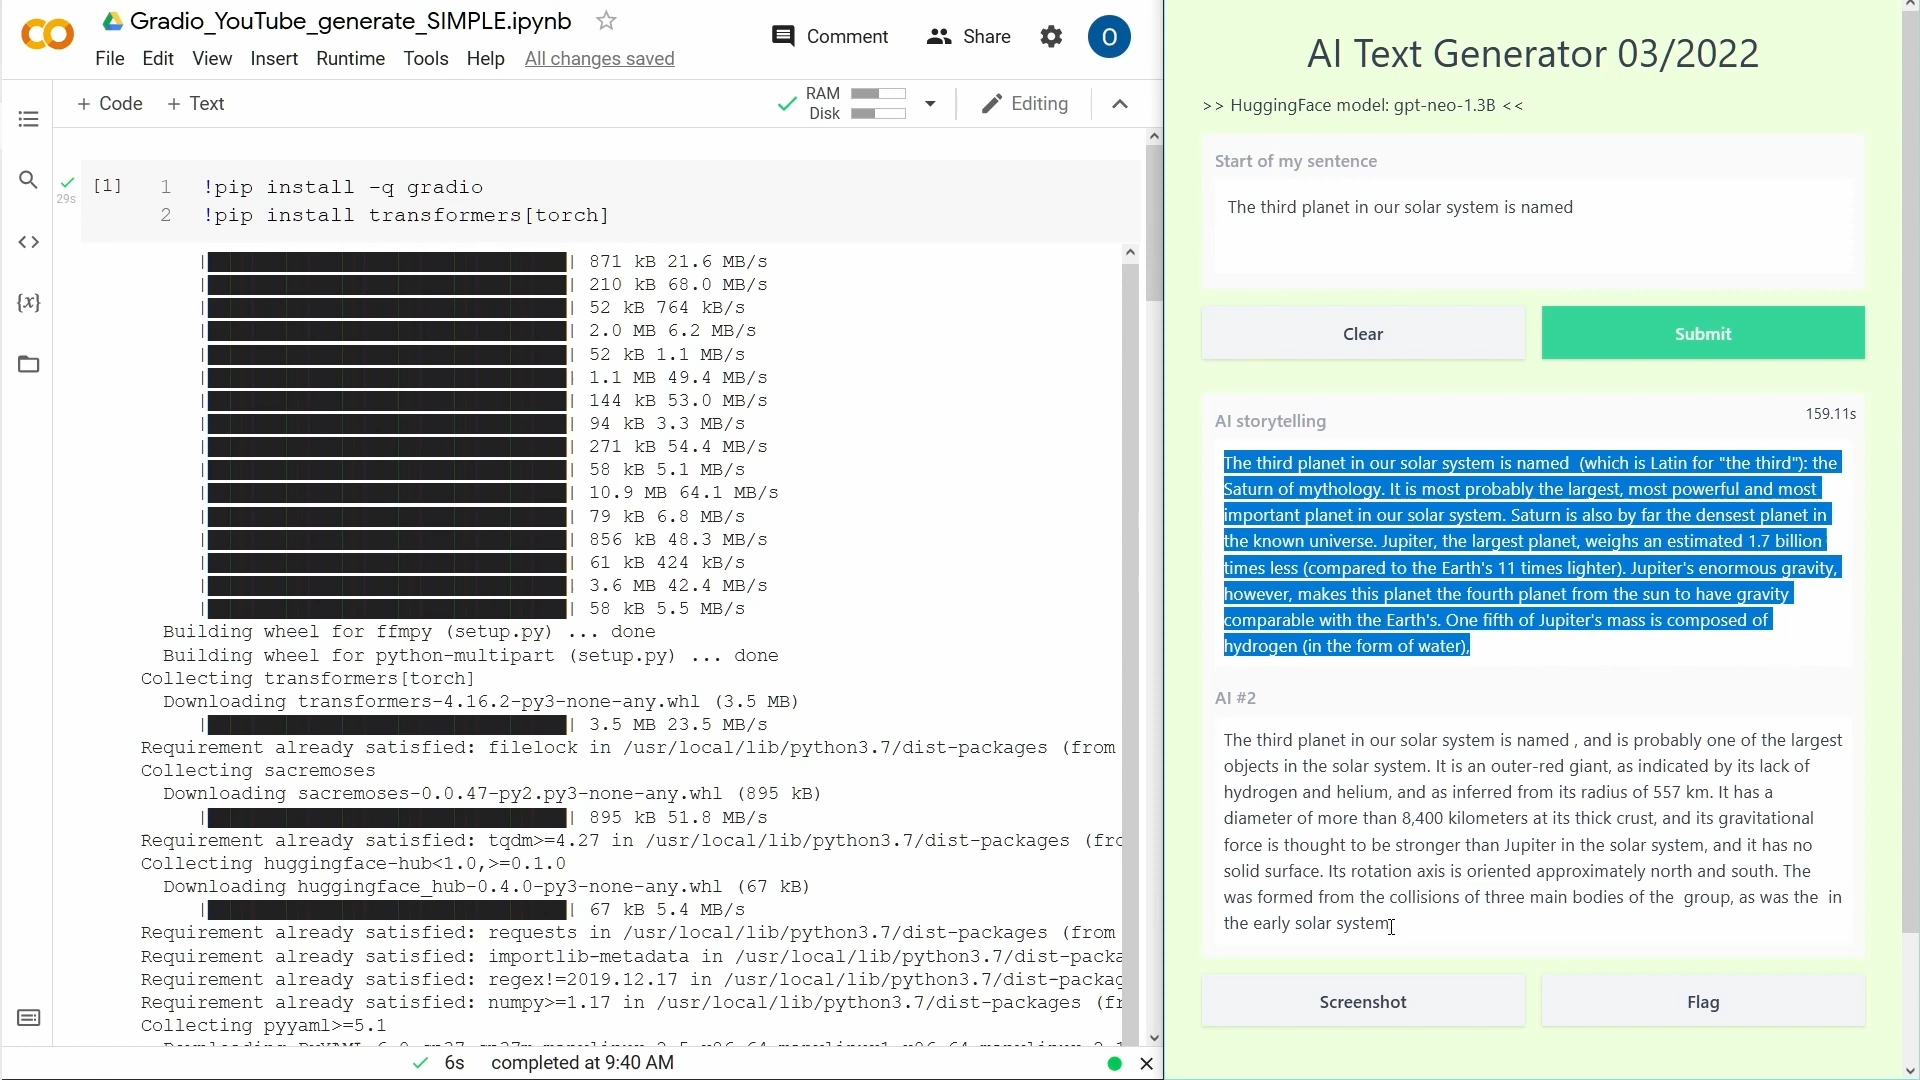 Gradio_YouTube_generate_SIMPLE.ipynb
Comment
Share
O
File Edit View Insert Runtime Tools Help All changes saved
+ Code + Text
RAM
Disk
Editing
29s
[1]
1 !pip install -q gradio
2 !pip install transformers[torch]
| 871 kB 21.6 MB/s
| 210 kB 68.0 MB/s
| 52 kB 764 kB/s
| 2.0 MB 6.2 MB/s
| 52 kB 1.1 MB/s
| 1.1 MB 49.4 MB/s
| 144 kB 53.0 MB/s
| 94 kB 3.3 MB/s
| 271 kB 54.4 MB/s
| 58 kB 5.1 MB/s
| 10.9 MB 64.1 MB/s
| 79 kB 6.8 MB/s
| 856 kB 48.3 MB/s
| 61 kB 424 kB/s
| 3.6 MB 42.4 MB/s
| 58 kB 5.5 MB/s
Building wheel for ffmpy (setup.py) ... done
Building wheel for python-multipart (setup.py) ... done
Collecting transformers[torch]
Downloading transformers-4.16.2-py3-none-any.whl (3.5 MB)
| 3.5 MB 23.5 MB/s
Requirement already satisfied: filelock in /usr/local/lib/python3.7/dist-packages (from
Collecting sacremoses
Downloading sacremoses-0.0.47-py2.py3-none-any.whl (895 kB)
| 895 kB 51.8 MB/s
Requirement already satisfied: tqdm>=4.27 in /usr/local/lib/python3.7/dist-packages (fro
Collecting huggingface-hub<1.0,>=0.1.0
Downloading huggingface_hub-0.4.0-py3-none-any.whl (67 kB)
| 67 kB 5.4 MB/s
Requirement already satisfied: requests in /usr/local/lib/python3.7/dist-packages (from
Requirement already satisfied: importlib-metadata in /usr/local/lib/python3.7/dist-packa
Requirement already satisfied: regex!=2019.12.17 in /usr/local/lib/python3.7/dist-packag
Requirement already satisfied: numpy>=1.17 in /usr/local/lib/python3.7/dist-packages (fr
Collecting pyyaml>=5.1
6s completed at 9:40 AM
AI Text Generator 03/2022
>> HuggingFace model: gpt-neo-1.3B <<
Start of my sentence
The third planet in our solar system is named
Clear
Submit
AI storytelling
159.11s
The third planet in our solar system is named (which is Latin for "the third"): the
Saturn of mythology. It is most probably the largest, most powerful and most
important planet in our solar system. Saturn is also by far the densest planet in
the known universe. Jupiter, the largest planet, weighs an estimated 1.7 billion
times less (compared to the Earth's 11 times lighter). Jupiter's enormous gravity,
however, makes this planet the fourth planet from the sun to have gravity
comparable with the Earth's. One fifth of Jupiter's mass is composed of
hydrogen (in the form of water),
AI #2
The third planet in our solar system is named , and is probably one of the largest
objects in the solar system. It is an outer-red giant, as indicated by its lack of
hydrogen and helium, and as inferred from its radius of 557 km. It has a
diameter of more than 8,400 kilometers at its thick crust, and its gravitational
force is thought to be stronger than Jupiter in the solar system, and it has no
solid surface. Its rotation axis is oriented approximately north and south. The
was formed from the collisions of three main bodies of the group, as was the in
the early solar system
Screenshot
Flag